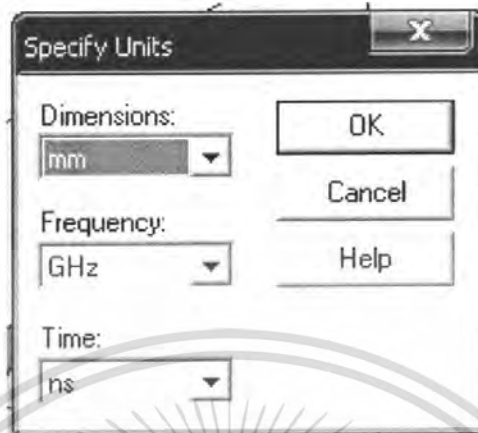 Specify Units
x
Dimensions:
mm
OK
Cancel
Frequency:
GHz
Help
Time:
ns